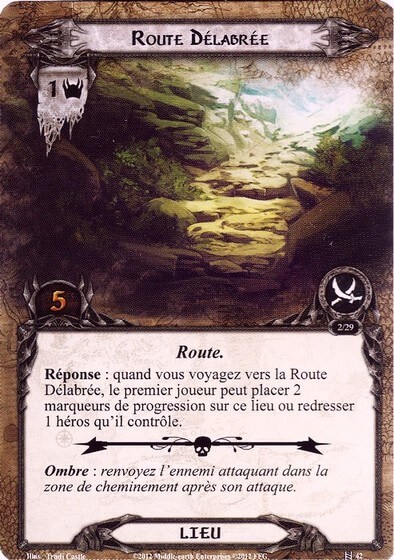 Route Délabrée
1
5
2/29
Route.
Réponse : quand vous voyagez vers la Route
Délabrée, le premier joueur peut placer 2
marqueurs de progression sur ce lieu ou redresser
1 héros qu'il contrôle.
Ombre : renvoyez l'ennemi attaquant dans la
zone de cheminement après son attaque.
LIEU
Illus. Trudi Castle
©2012 Middle-earth Enterprises ©2012 FFG
42